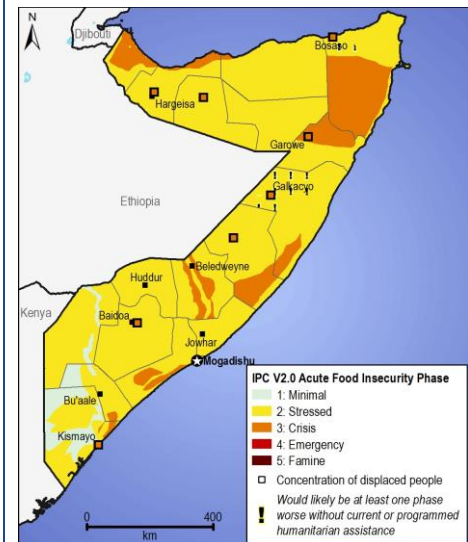 N
Djibouti
Bosaso
Hargeisa
Garowe
Ethiopia
Galkacyo
Beledweyne
Huddur
Kenya
Baidoa
Jowhar
Mogadishu
Bu'aale
Kismayo
IPC V2.0 Acute Food Insecurity Phase
1: Minimal
2: Stressed
3: Crisis
4: Emergency
5: Famine
Concentration of displaced people
! Would likely be at least one phase
worse without current or programmed
humanitarian assistance
0 400
km